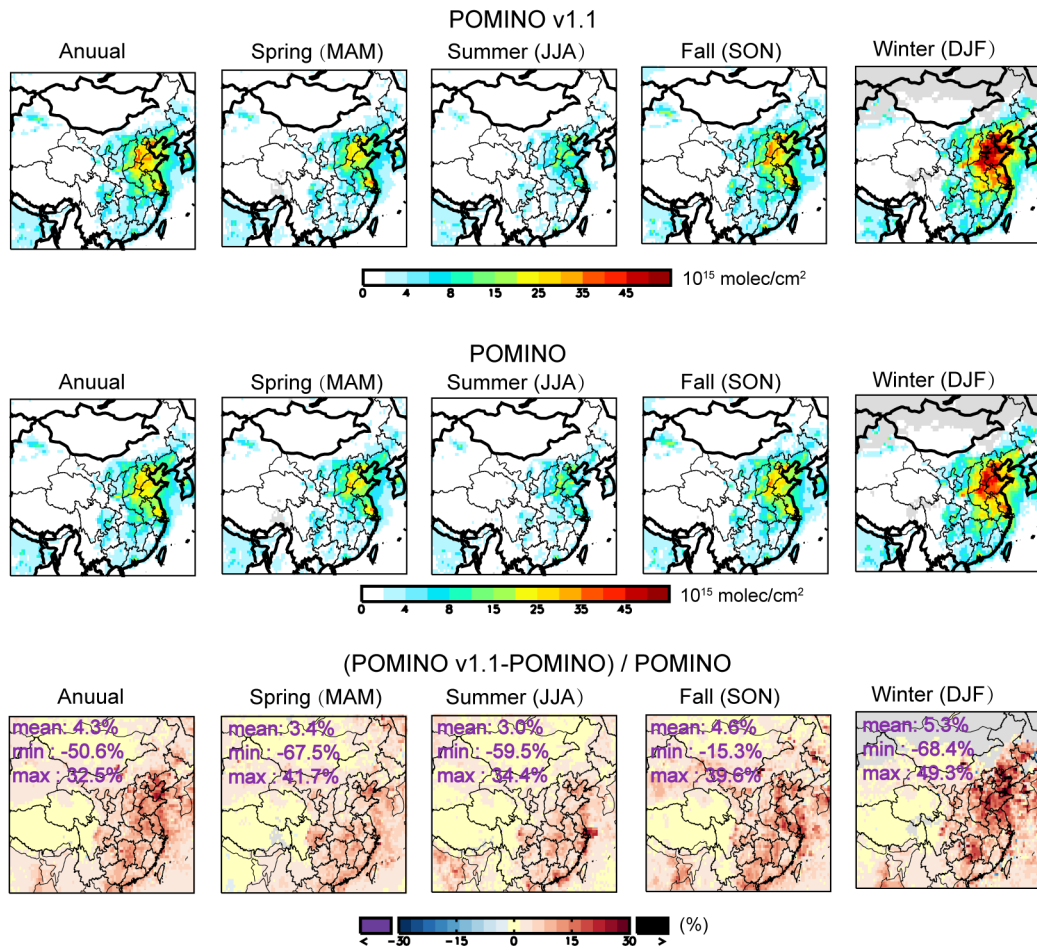 POMINO v1.1
Anuual Spring (MAM) Summer (JJA) Fall (SON) Winter (DJF)
0 4 8 15 25 35 45 10¹⁵ molec/cm²
POMINO
Anuual Spring (MAM) Summer (JJA) Fall (SON) Winter (DJF)
0 4 8 15 25 35 45 10¹⁵ molec/cm²
(POMINO v1.1-POMINO) / POMINO
Anuual Spring (MAM) Summer (JJA) Fall (SON) Winter (DJF)
mean: 4.3% mean: 3.4% mean: 3.0% mean: 4.6% mean: 5.3%
min : -50.6% min : -67.5% min : -59.5% min : -15.3% min : -68.4%
max : 32.5% max : 41.7% max : 34.4% max : 39.6% max : 49.3%
< -30 -15 0 15 30 > (%)